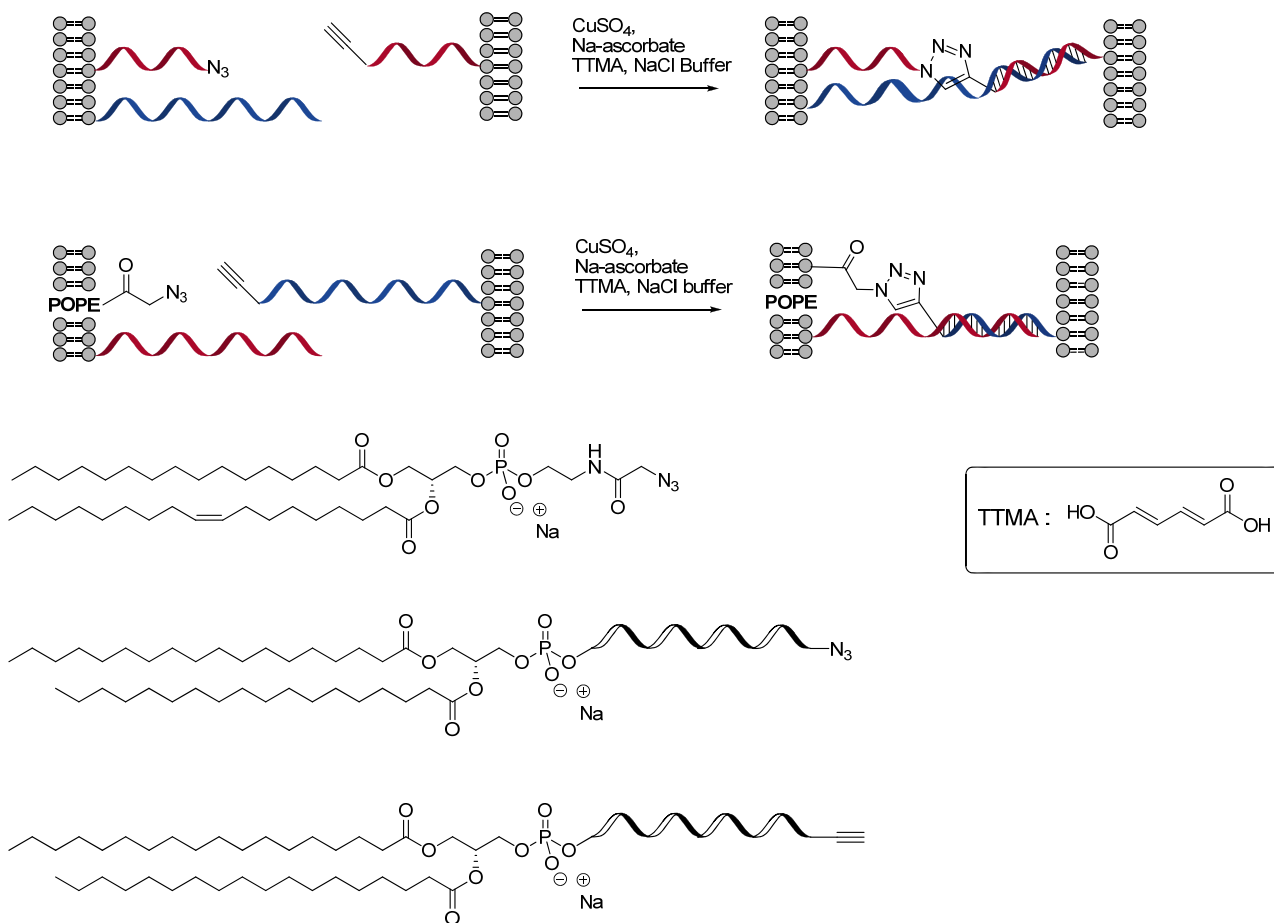 CuSO4,
Na-ascorbate
TTMA, NaCl Buffer
N3
N
N
N
CuSO4,
Na-ascorbate
TTMA, NaCl buffer
O
N3
POPE
O
N
N
N
POPE
O
O
O
P
O
O
O
O
⊖ ⊕
Na
H
N
O
N3
TTMA :
HO
O
O
OH
O
O
O
O
O
P
O
O
O
⊖ ⊕
Na
N3
O
O
O
O
O
P
O
O
O
⊖ ⊕
Na